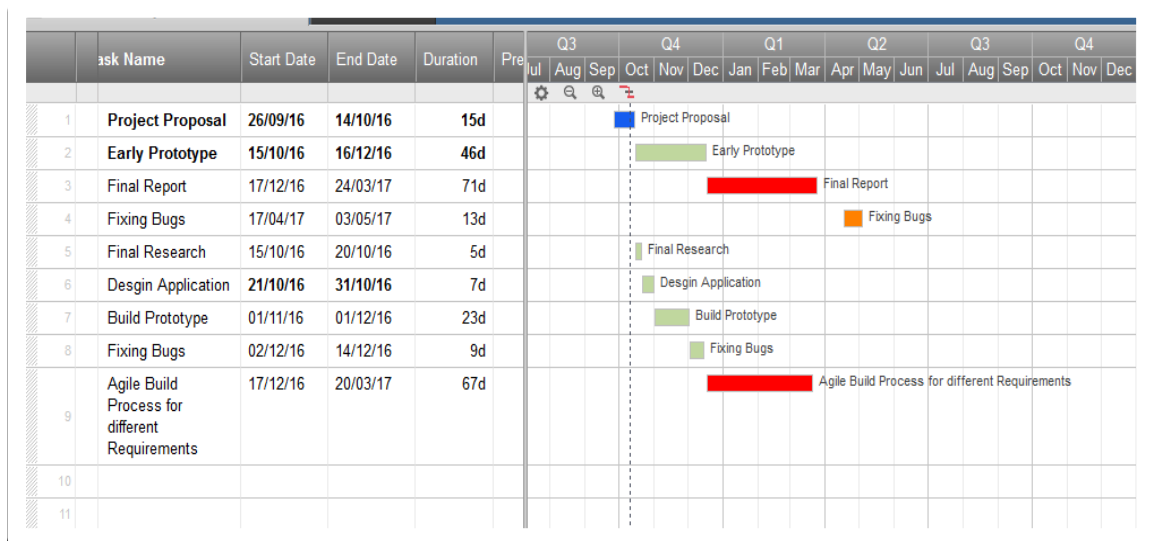 ask Name Start Date End Date Duration Pre
Q3 Q4 Q1 Q2 Q3 Q4
ul Aug Sep Oct Nov Dec Jan Feb Mar Apr May Jun Jul Aug Sep Oct Nov Dec
1 Project Proposal 26/09/16 14/10/16 15d Project Proposal
2 Early Prototype 15/10/16 16/12/16 46d Early Prototype
3 Final Report 17/12/16 24/03/17 71d Final Report
4 Fixing Bugs 17/04/17 03/05/17 13d Fixing Bugs
5 Final Research 15/10/16 20/10/16 5d Final Research
6 Desgin Application 21/10/16 31/10/16 7d Desgin Application
7 Build Prototype 01/11/16 01/12/16 23d Build Prototype
8 Fixing Bugs 02/12/16 14/12/16 9d Fixing Bugs
Agile Build 17/12/16 20/03/17 67d Agile Build Process for different Requirements
Process for
9 different
Requirements
10
11